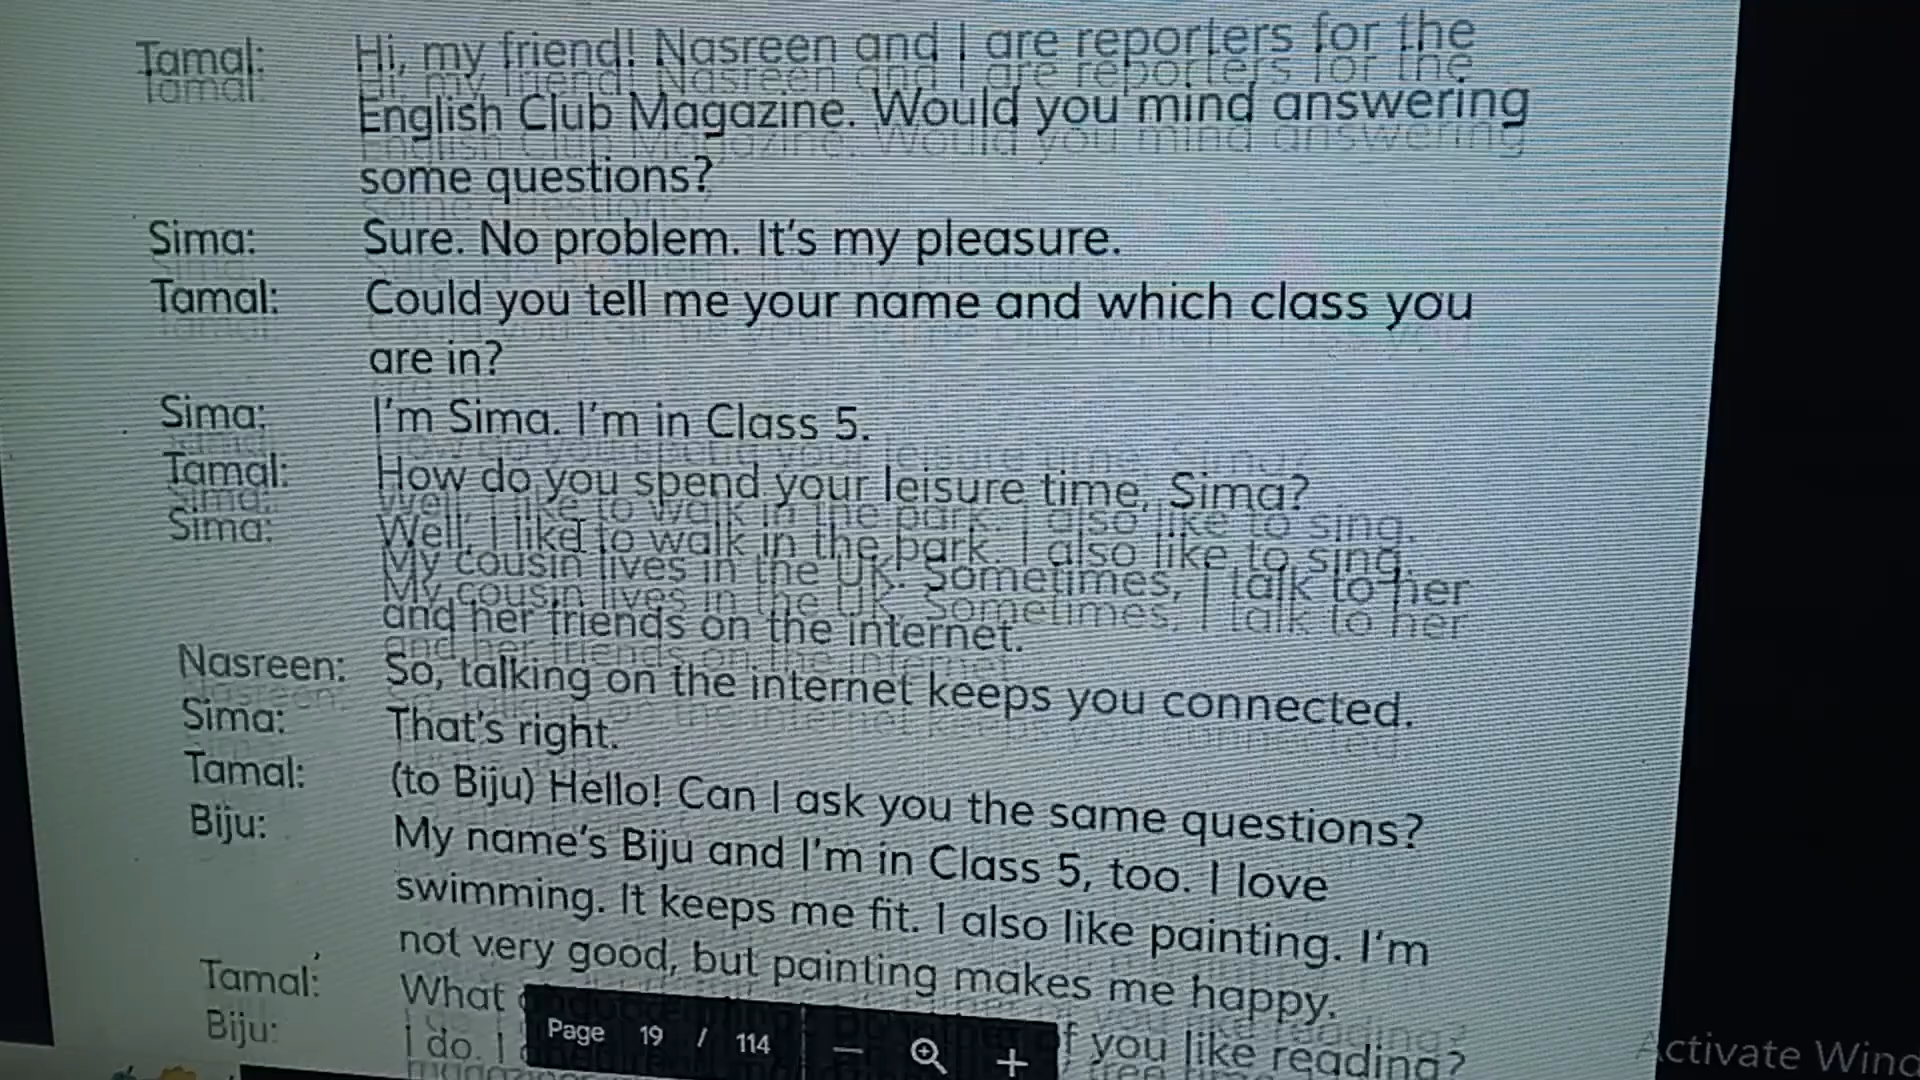 Tamal: Hi, my friend! Nasreen and I are reporters for the
English Club Magazine. Would you mind answering
some questions?
Sima: Sure. No problem. It's my pleasure.
Tamal: Could you tell me your name and which class you
are in?
Sima: I'm Sima. I'm in Class 5.
Tamal: How do you spend your leisure time, Sima?
Sima: Well, I like to walk in the park. I also like to sing.
My cousin lives in the UK. Sometimes, I talk to her
and her friends on the internet.
Nasreen: So, talking on the internet keeps you connected.
Sima: That's right.
Tamal: (to Biju) Hello! Can I ask you the same questions?
Biju: My name's Biju and I'm in Class 5, too. I love
swimming. It keeps me fit. I also like painting. I'm
not very good, but painting makes me happy.
Tamal: What you like reading?
Biju: I do. I
Page 19 / 114
Activate